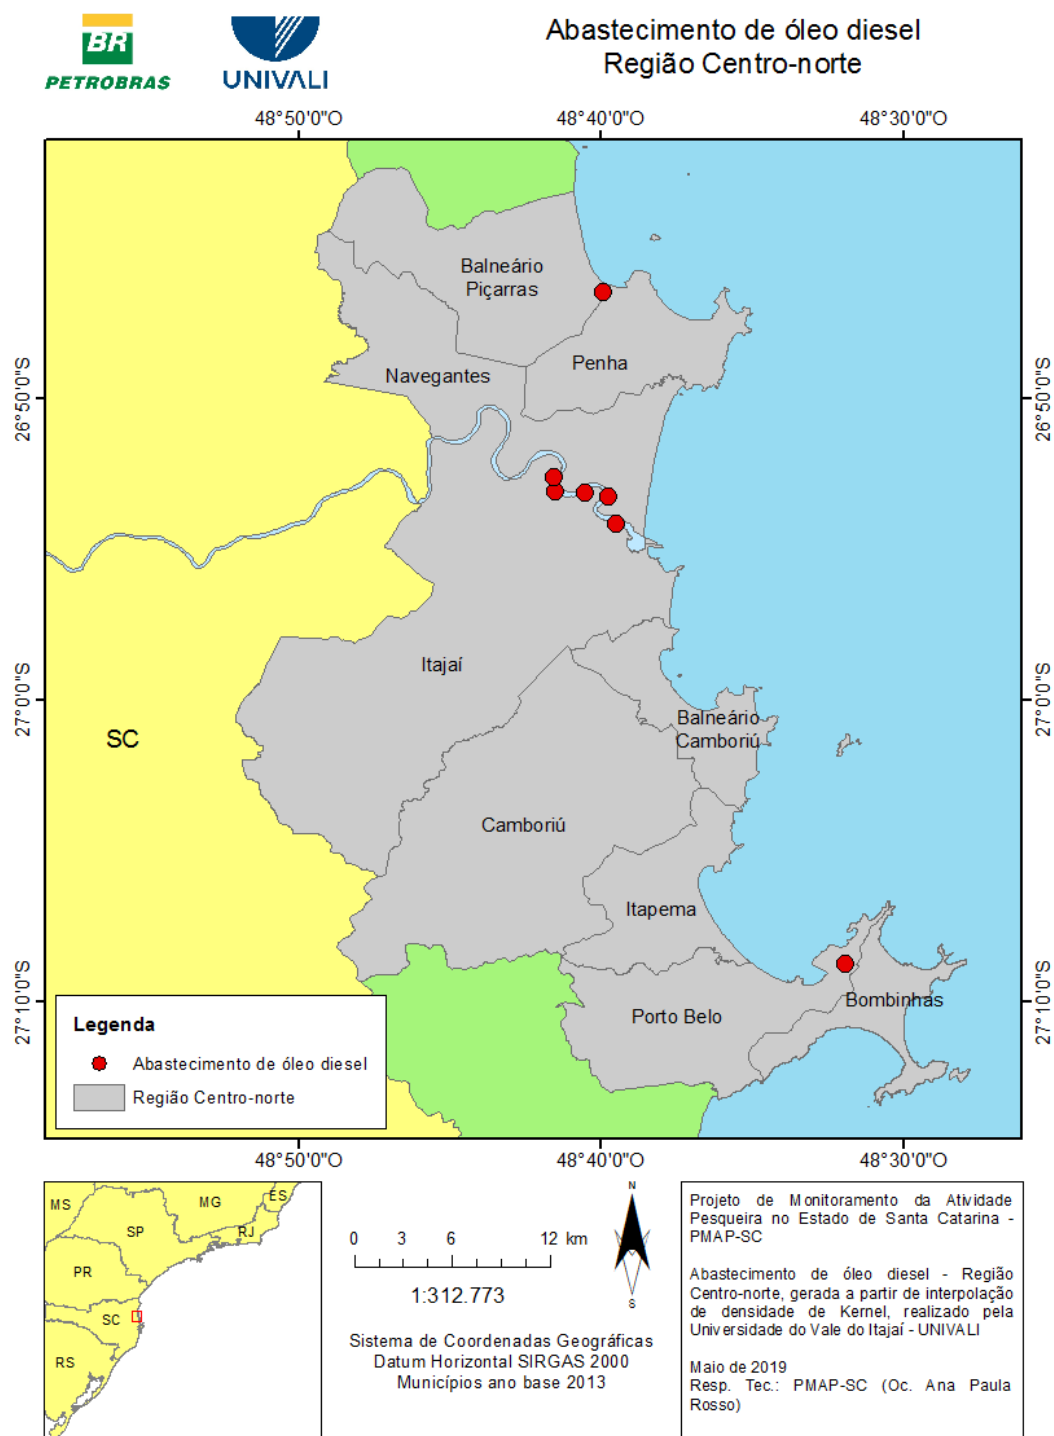 BR
PETROBRAS
UNIVALI
Abastecimento de óleo diesel
Região Centro-norte
48°50'0"O
48°40'0"O
48°30'0"O
Balneário
Piçarras
Penha
Navegantes
26°50'0"S
26°50'0"S
Itajaí
27°0'0"S
27°0'0"S
Balneário
Camboriú
SC
Camboriú
Itapema
27°10'0"S
27°10'0"S
Bombinhas
Porto Belo
Legenda
Abastecimento de óleo diesel
Região Centro-norte
48°50'0"O
48°40'0"O
48°30'0"O
MS
MG
ES
SP
RJ
PR
SC
RS
0 3 6 12 km
1:312.773
Sistema de Coordenadas Geográficas
Datum Horizontal SIRGAS 2000
Municípios ano base 2013
N
S
Projeto de Monitoramento da Atividade
Pesqueira no Estado de Santa Catarina -
PMAP-SC
Abastecimento de óleo diesel - Região
Centro-norte, gerada a partir de interpolação
de densidade de Kernel, realizado pela
Universidade do Vale do Itajaí - UNIVALI
Maio de 2019
Resp. Tec.: PMAP-SC (Oc. Ana Paula
Rosso)